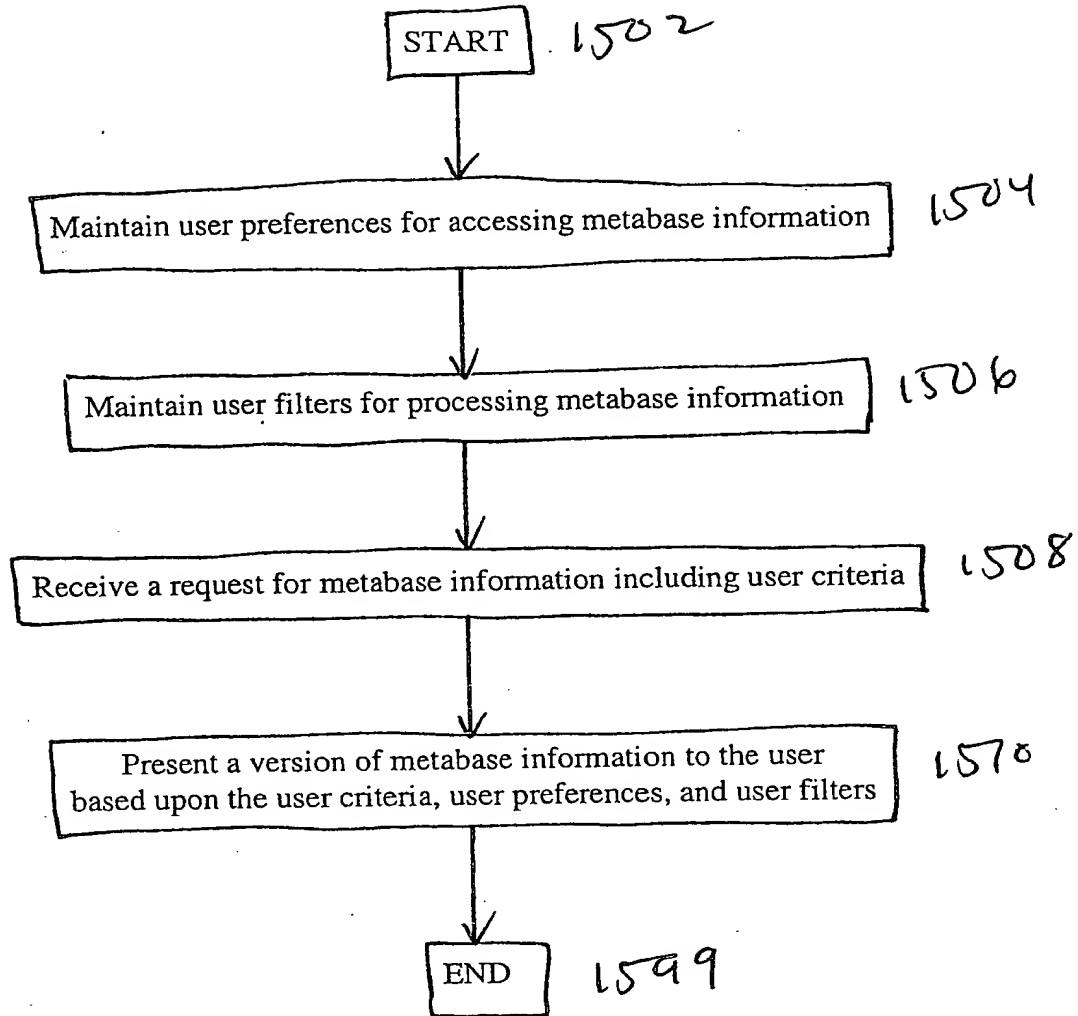 START 1502
Maintain user preferences for accessing metabase information 1504
Maintain user filters for processing metabase information 1506
Receive a request for metabase information including user criteria 1508
Present a version of metabase information to the user
based upon the user criteria, user preferences, and user filters 1570
END 1599